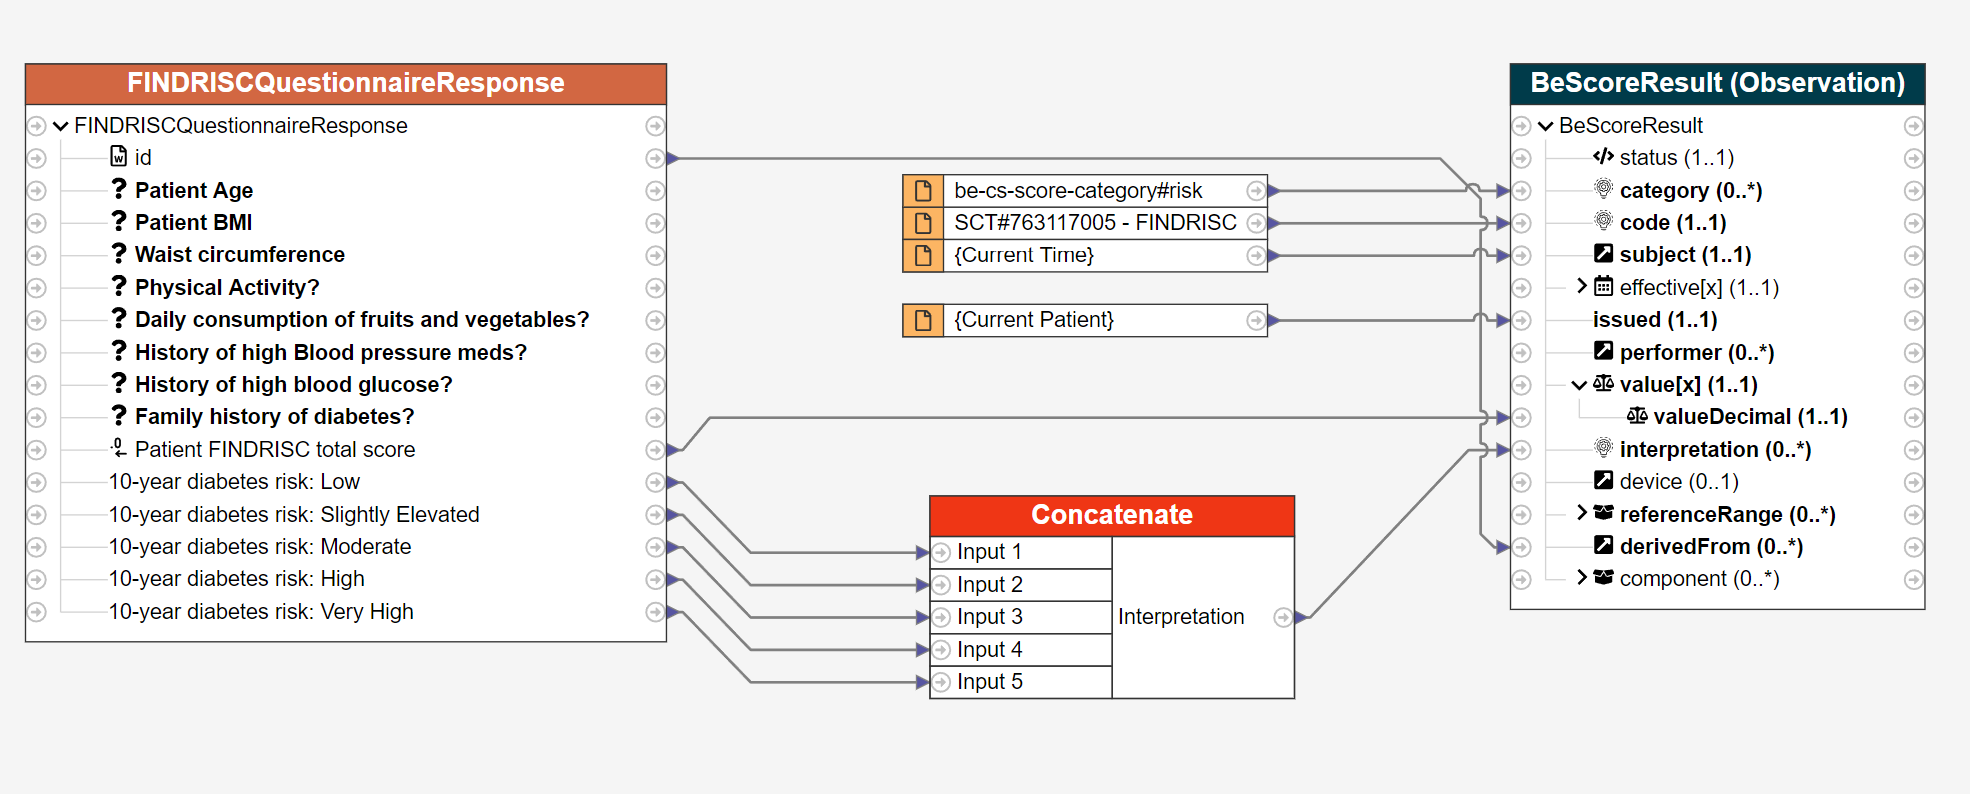 FINDRISCQuestionnaireResponse
FINDRISCQuestionnaireResponse
id
Patient Age
Patient BMI
Waist circumference
Physical Activity?
Daily consumption of fruits and vegetables?
History of high Blood pressure meds?
History of high blood glucose?
Family history of diabetes?
Patient FINDRISC total score
10-year diabetes risk: Low
10-year diabetes risk: Slightly Elevated
10-year diabetes risk: Moderate
10-year diabetes risk: High
10-year diabetes risk: Very High
be-cs-score-category#risk
SCT#763117005 - FINDRISC
{Current Time}
{Current Patient}
Concatenate
Input 1
Input 2
Input 3
Input 4
Input 5
Interpretation
BeScoreResult (Observation)
BeScoreResult
status (1..1)
category (0..*)
code (1..1)
subject (1..1)
effective[x] (1..1)
issued (1..1)
performer (0..*)
value[x] (1..1)
valueDecimal (1..1)
interpretation (0..*)
device (0..1)
referenceRange (0..*)
derivedFrom (0..*)
component (0..*)